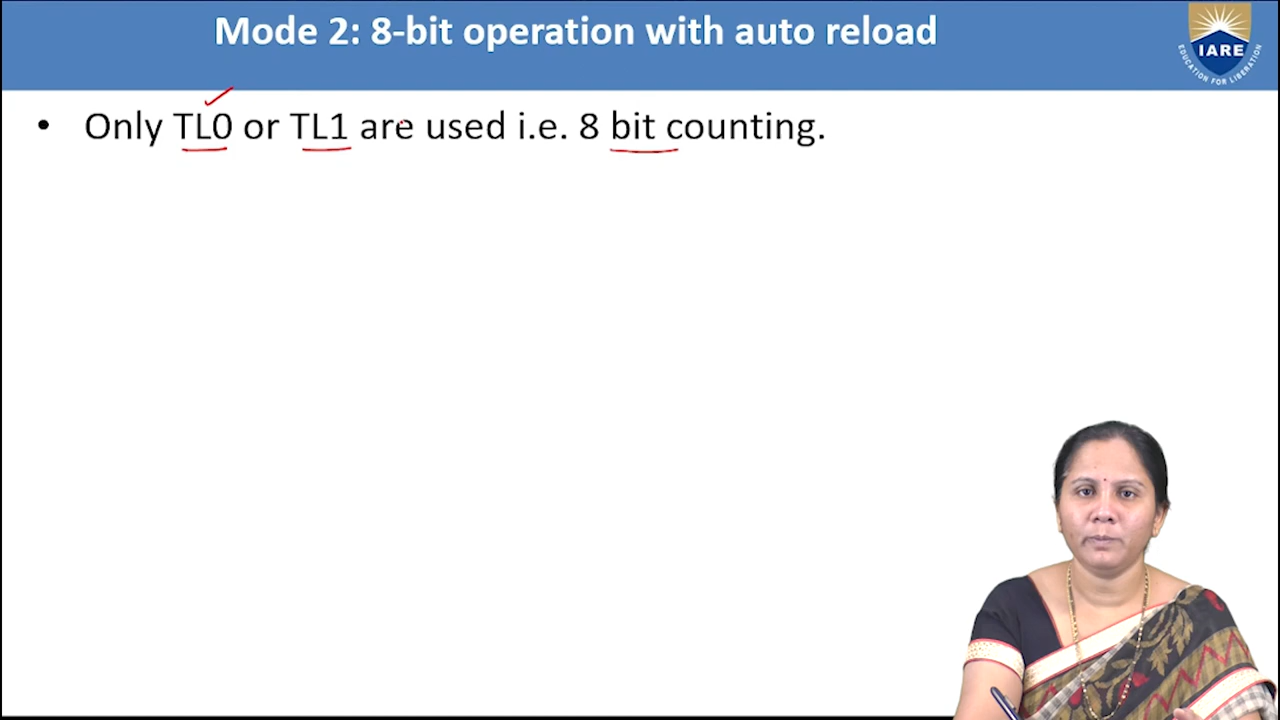 Mode 2: 8-bit operation with auto reload
IARE
EDUCATION FOR LIBERATION
• Only TL0 or TL1 are used i.e. 8 bit counting.